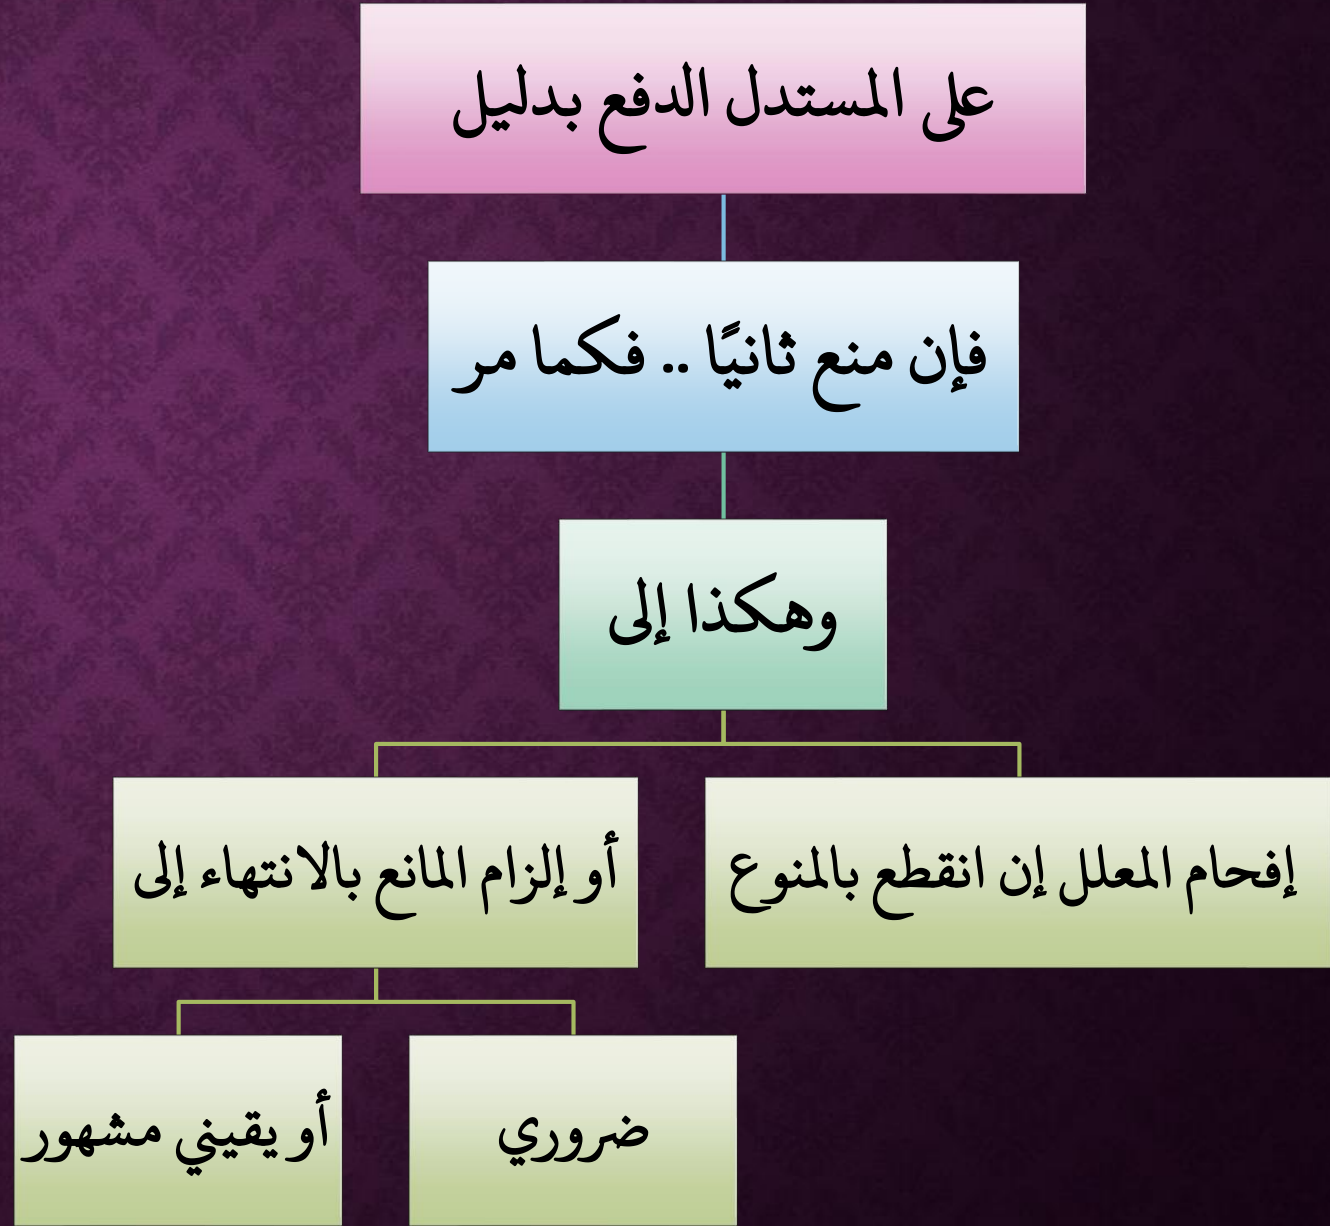 على المستدل الدفع بدليل
فإن منع ثانيًا .. فكما مر
وهكذا إلى
إفحام المعلل إن انقطع بالمنوع
أو إلزام المانع بالانتهاء إلى
ضروري
أو يقيني مشهور